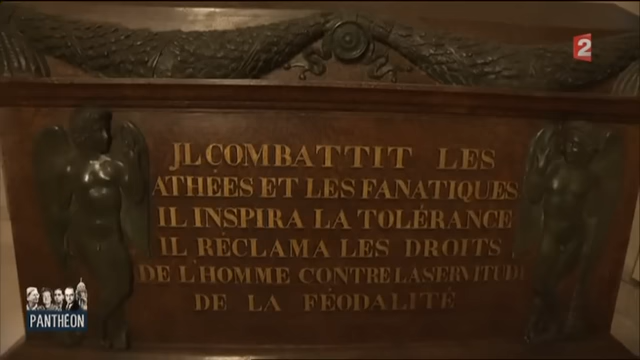 2
JL COMBATTIT LES
ATHÉES ET LES FANATIQUES
IL INSPIRA LA TOLÉRANCE
IL RÉCLAMA LES DROITS
DE L'HOMME CONTRE LA SERVITUDE
DE LA FÉODALITÉ
PANTHÉON